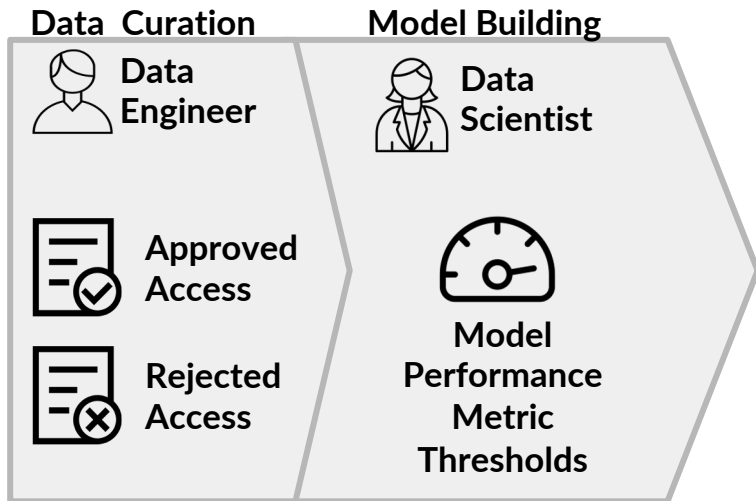 Data Curation
Model Building
Data
Engineer
Data
Scientist
Approved
Access
Rejected
Access
Model
Performance
Metric
Thresholds